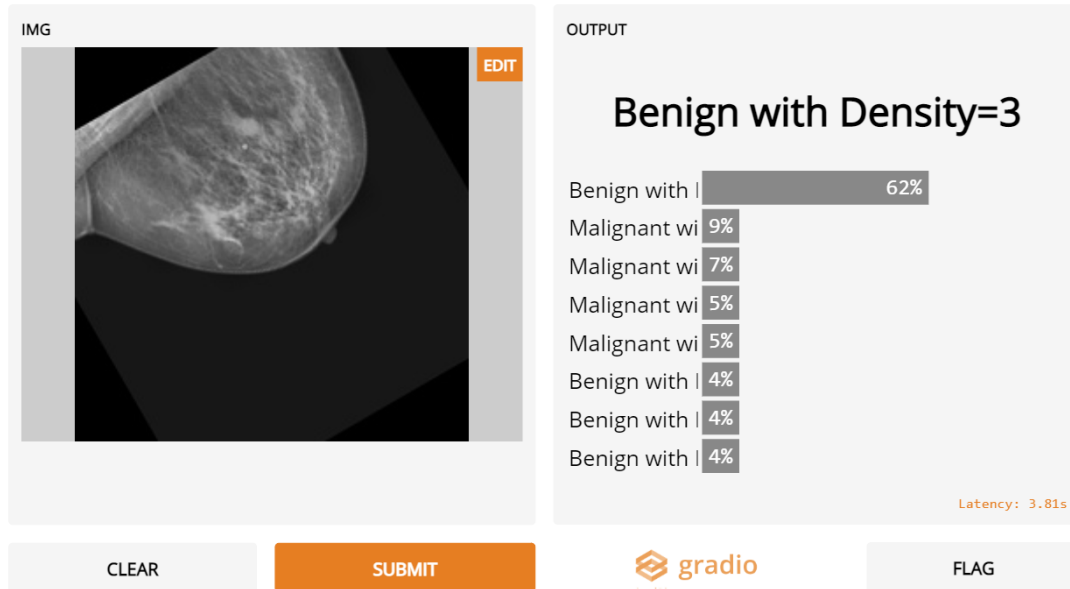 IMG
EDIT
OUTPUT
Benign with Density=3
Benign with 62%
Malignant wi 9%
Malignant wi 7%
Malignant wi 5%
Malignant wi 5%
Benign with 4%
Benign with 4%
Benign with 4%
Latency: 3.81s
CLEAR
SUBMIT
gradio
FLAG